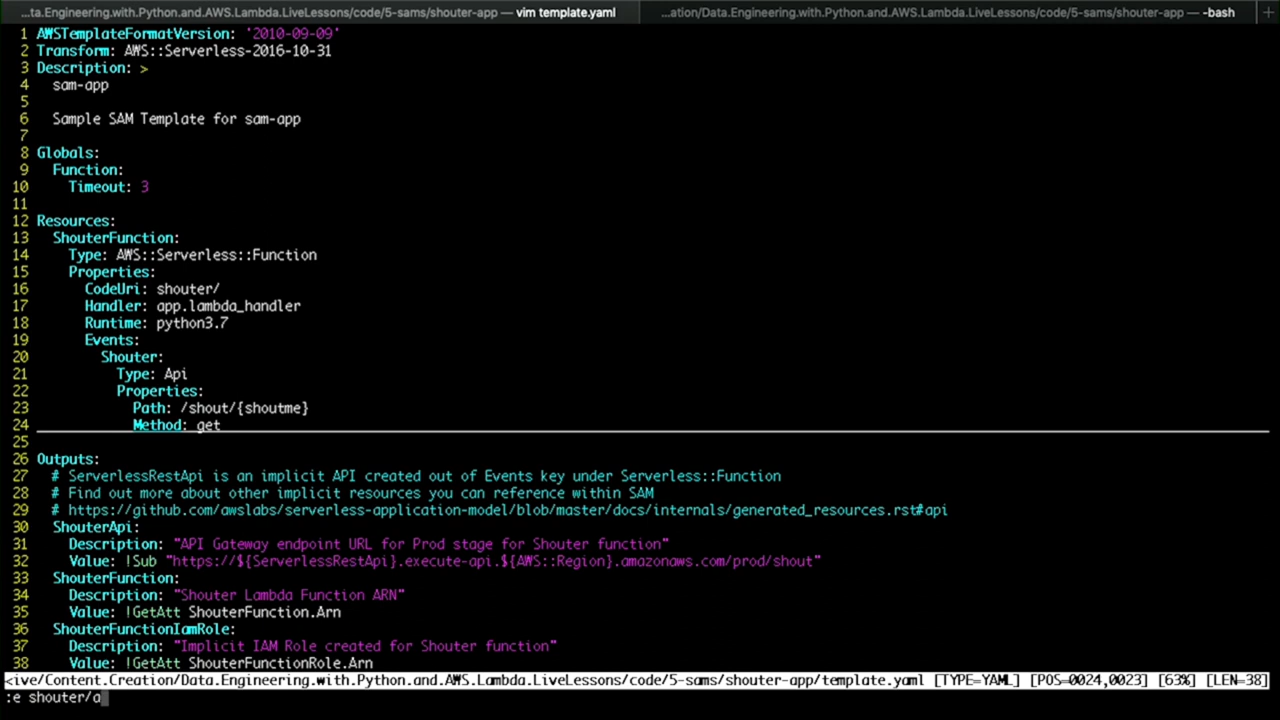 ...ta.Engineering.with.Python.and.AWS.Lambda.LiveLessons/code/5-sams/shouter-app — vim template.yaml
...ation/Data.Engineering.with.Python.and.AWS.Lambda.LiveLessons/code/5-sams/shouter-app — -bash
+
1 AWSTemplateFormatVersion: '2010-09-09'
2 Transform: AWS::Serverless-2016-10-31
3 Description: >
4   sam-app
5
6   Sample SAM Template for sam-app
7
8 Globals:
9   Function:
10     Timeout: 3
11
12 Resources:
13   ShouterFunction:
14     Type: AWS::Serverless::Function
15     Properties:
16       CodeUri: shouter/
17       Handler: app.lambda_handler
18       Runtime: python3.7
19       Events:
20         Shouter:
21           Type: Api
22           Properties:
23             Path: /shout/{shoutme}
24             Method: get
25
26 Outputs:
27   # ServerlessRestApi is an implicit API created out of Events key under Serverless::Function
28   # Find out more about other implicit resources you can reference within SAM
29   # https://github.com/awslabs/serverless-application-model/blob/master/docs/internals/generated_resources.rst#api
30   ShouterApi:
31     Description: "API Gateway endpoint URL for Prod stage for Shouter function"
32     Value: !Sub "https://${ServerlessRestApi}.execute-api.${AWS::Region}.amazonaws.com/prod/shout"
33   ShouterFunction:
34     Description: "Shouter Lambda Function ARN"
35     Value: !GetAtt ShouterFunction.Arn
36   ShouterFunctionIamRole:
37     Description: "Implicit IAM Role created for Shouter function"
38     Value: !GetAtt ShouterFunctionRole.Arn
<ive/Content.Creation/Data.Engineering.with.Python.and.AWS.Lambda.LiveLessons/code/5-sams/shouter-app/template.yaml [TYPE=YAML] [POS=0024,0023] [63%] [LEN=38]
:e shouter/a